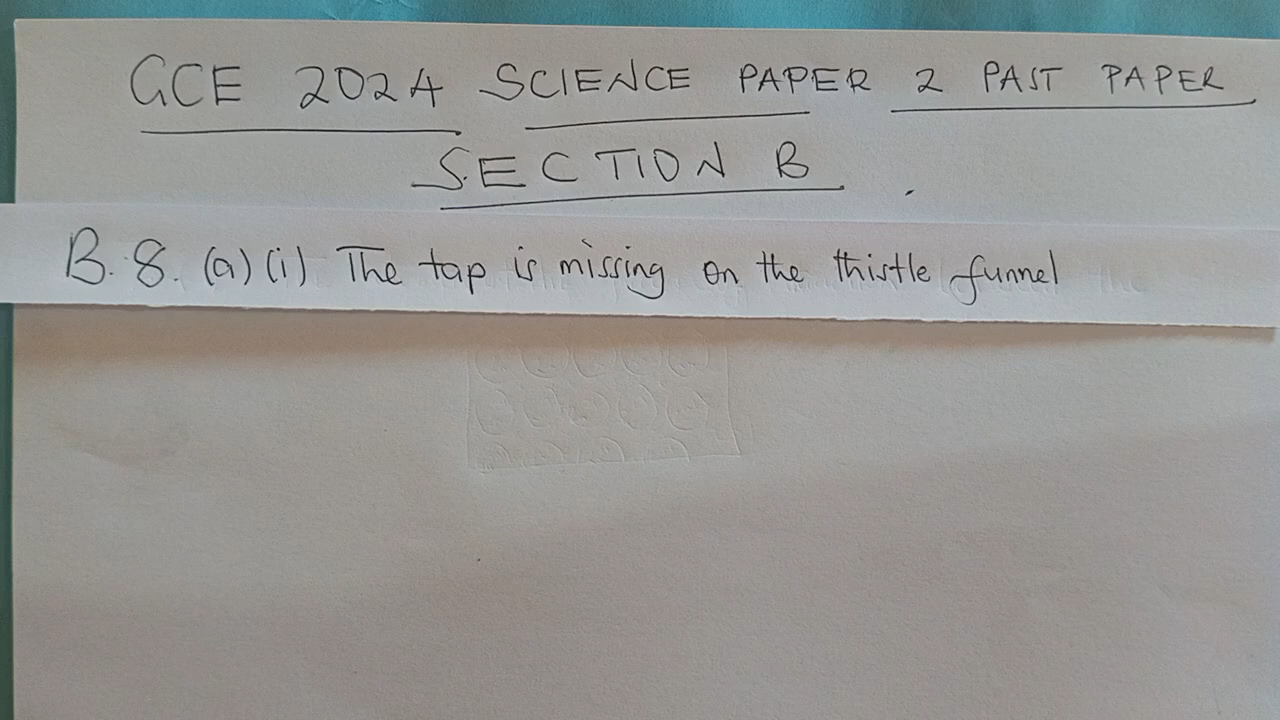 GCE 2024 SCIENCE PAPER 2 PAST PAPER
SECTION B
B. 8. (a) (i) The tap is missing on the thistle funnel